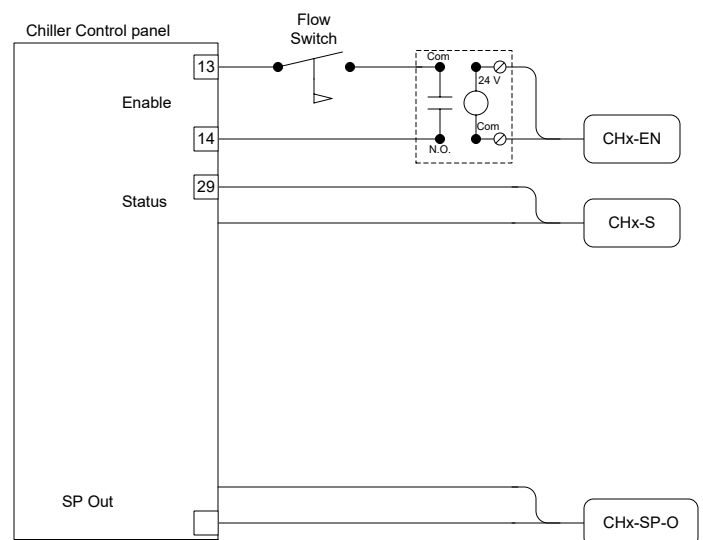 Chiller Control panel
Flow
Switch
13
Enable
14
Com
24 V
Com
N.O.
CHx-EN
29
Status
CHx-S
SP Out
CHx-SP-O